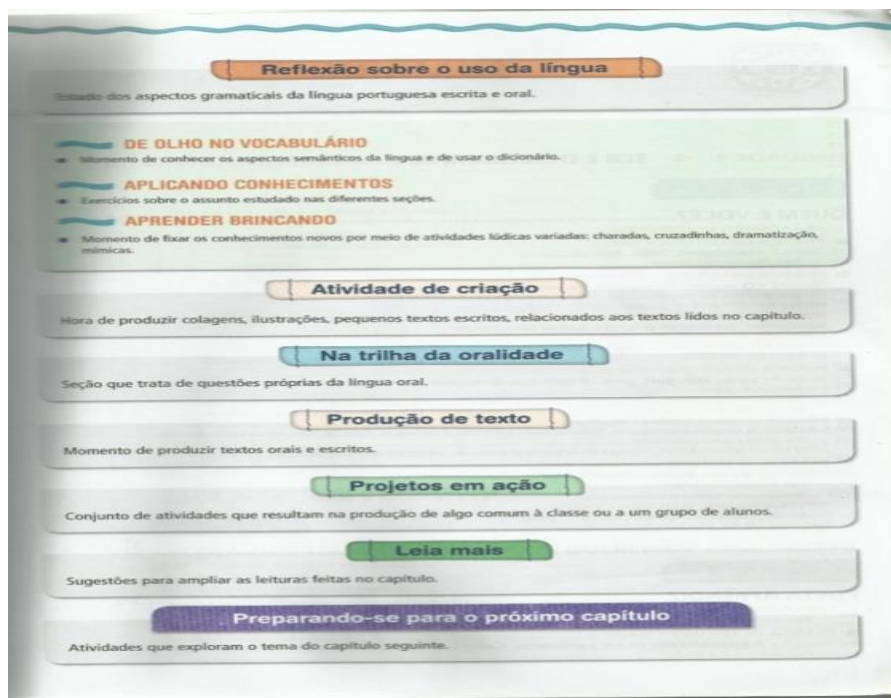 Reflexão sobre o uso da língua
Estudo dos aspectos gramaticais da língua portuguesa escrita e oral.
DE OLHO NO VOCABULÁRIO
Momento de conhecer os aspectos semânticos da língua e de usar o dicionário.
APLICANDO CONHECIMENTOS
Exercícios sobre o assunto estudado nas diferentes seções.
APRENDER BRINCANDO
Momento de fixar os conhecimentos novos por meio de atividades lúdicas variadas: charadas, cruzadinhas, dramatização,
mímicas.
Atividade de criação
Hora de produzir colagens, ilustrações, pequenos textos escritos, relacionados aos textos lidos no capítulo.
Na trilha da oralidade
Seção que trata de questões próprias da língua oral.
Produção de texto
Momento de produzir textos orais e escritos.
Projetos em ação
Conjunto de atividades que resultam na produção de algo comum à classe ou a um grupo de alunos.
Leia mais
Sugestões para ampliar as leituras feitas no capítulo.
Preparando-se para o próximo capítulo
Atividades que exploram o tema do capítulo seguinte.